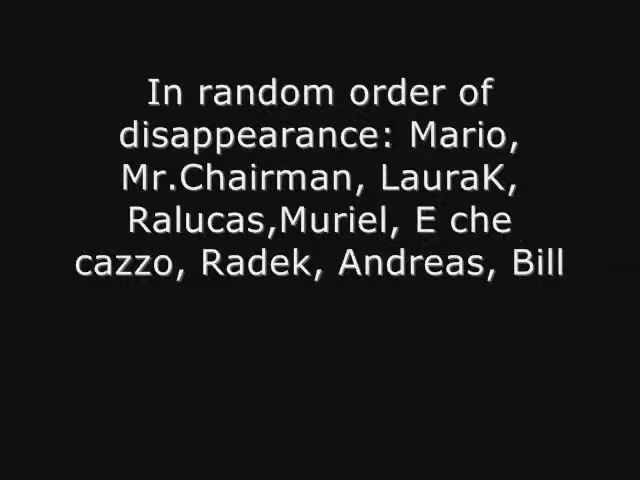 In random order of
disappearance: Mario,
Mr.Chairman, LauraK,
Ralucas,Muriel, E che
cazzo, Radek, Andreas, Bill